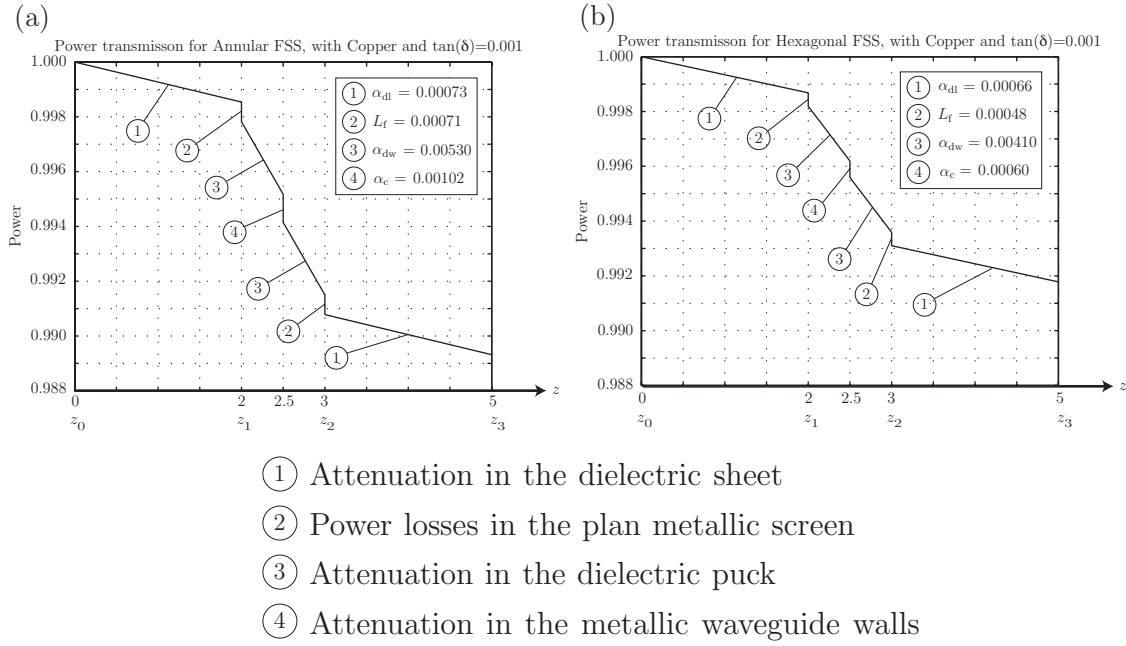 (a)
Power transmisson for Annular FSS, with Copper and tan(δ)=0.001
1.000
0.998
0.996
0.994
0.992
0.990
0.988
Power
1 α_dl = 0.00073
2 L_f = 0.00071
3 α_dw = 0.00530
4 α_c = 0.00102
1
2
3
4
3
2
1
0 2 2.5 3 5 z
z_0 z_1 z_2 z_3
(b)
Power transmisson for Hexagonal FSS, with Copper and tan(δ)=0.001
1.000
0.998
0.996
0.994
0.992
0.990
0.988
Power
1 α_dl = 0.00066
2 L_f = 0.00048
3 α_dw = 0.00410
4 α_c = 0.00060
1
2
3
4
3
2
1
0 2 2.5 3 5 z
z_0 z_1 z_2 z_3
1 Attenuation in the dielectric sheet
2 Power losses in the plan metallic screen
3 Attenuation in the dielectric puck
4 Attenuation in the metallic waveguide walls